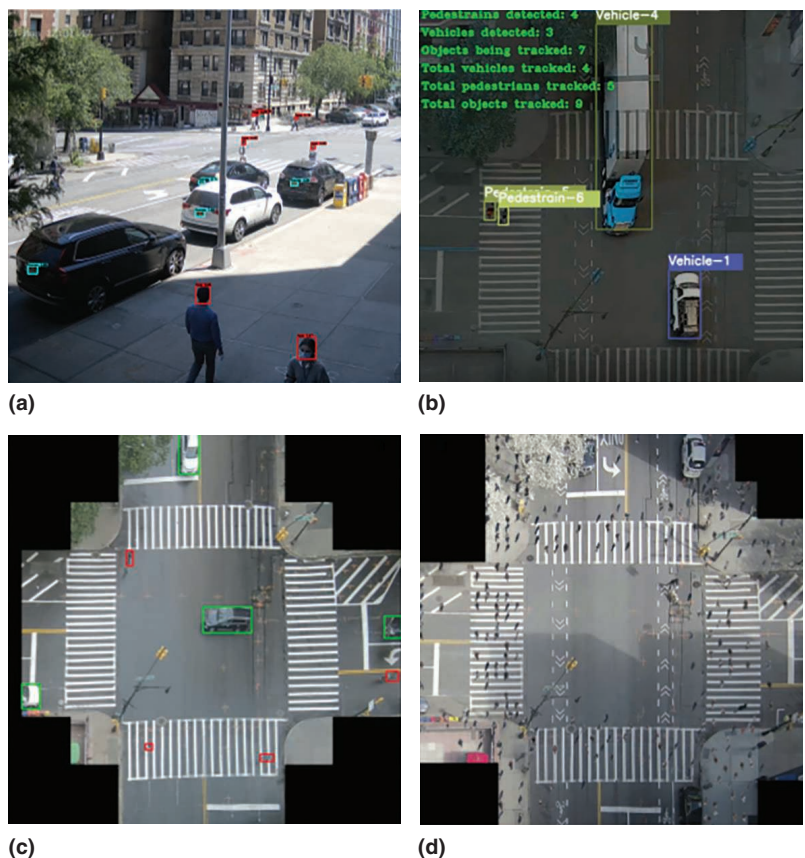 Pedestrains detected: 4
Vehicles detected: 3
Objects being tracked: 7
Total vehicles tracked: 4
Total pedestrians tracked: 5
Total objects tracked: 9
Vehicle-4
Pedestrain-6
Vehicle-1
(a)
(b)
ONLY
(c)
(d)